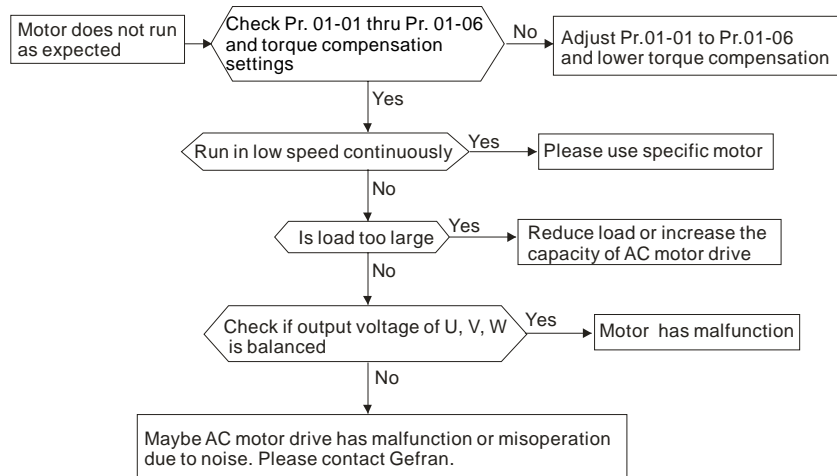 Motor does not run
as expected
Check Pr. 01-01 thru Pr. 01-06
and torque compensation
settings
No
Adjust Pr.01-01 to Pr.01-06
and lower torque compensation
Yes
Run in low speed continuously
Yes
Please use specific motor
No
Is load too large
Yes
Reduce load or increase the
capacity of AC motor drive
No
Check if output voltage of U, V, W
is balanced
Yes
Motor has malfunction
No
Maybe AC motor drive has malfunction or misoperation
due to noise. Please contact Gefran.